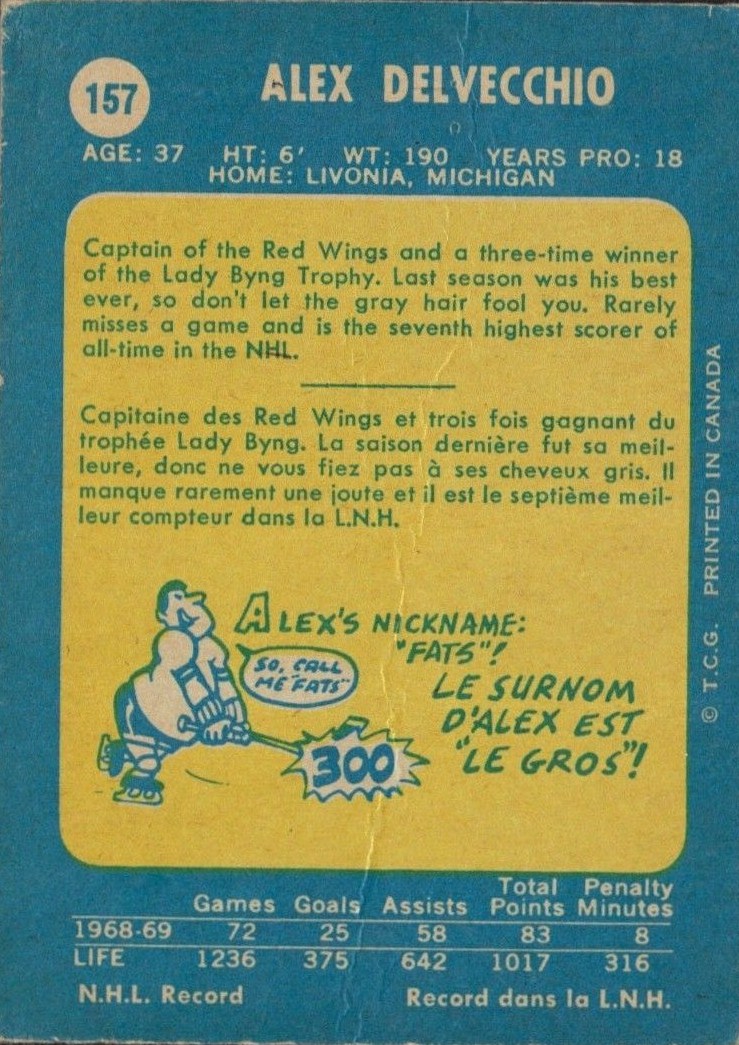 157
ALEX DELVECCHIO
AGE: 37 HT: 6' WT: 190 YEARS PRO: 18
HOME: LIVONIA, MICHIGAN
Captain of the Red Wings and a three-time winner
of the Lady Byng Trophy. Last season was his best
ever, so don't let the gray hair fool you. Rarely
misses a game and is the seventh highest scorer of
all-time in the NHL.
Capitaine des Red Wings et trois fois gagnant du
trophée Lady Byng. La saison dernière fut sa meil-
leure, donc ne vous fiez pas à ses cheveux gris. Il
manque rarement une joute et il est le septième meil-
leur compteur dans la L.N.H.
ALEX'S NICKNAME:
"FATS"!
SO, CALL
ME "FATS"
LE SURNOM
D'ALEX EST
"LE GROS"!
300
© T.C.G. PRINTED IN CANADA
Total Penalty
Games Goals Assists Points Minutes
1968-69 72 25 58 83 8
LIFE 1236 375 642 1017 316
N.H.L. Record Record dans la L.N.H.